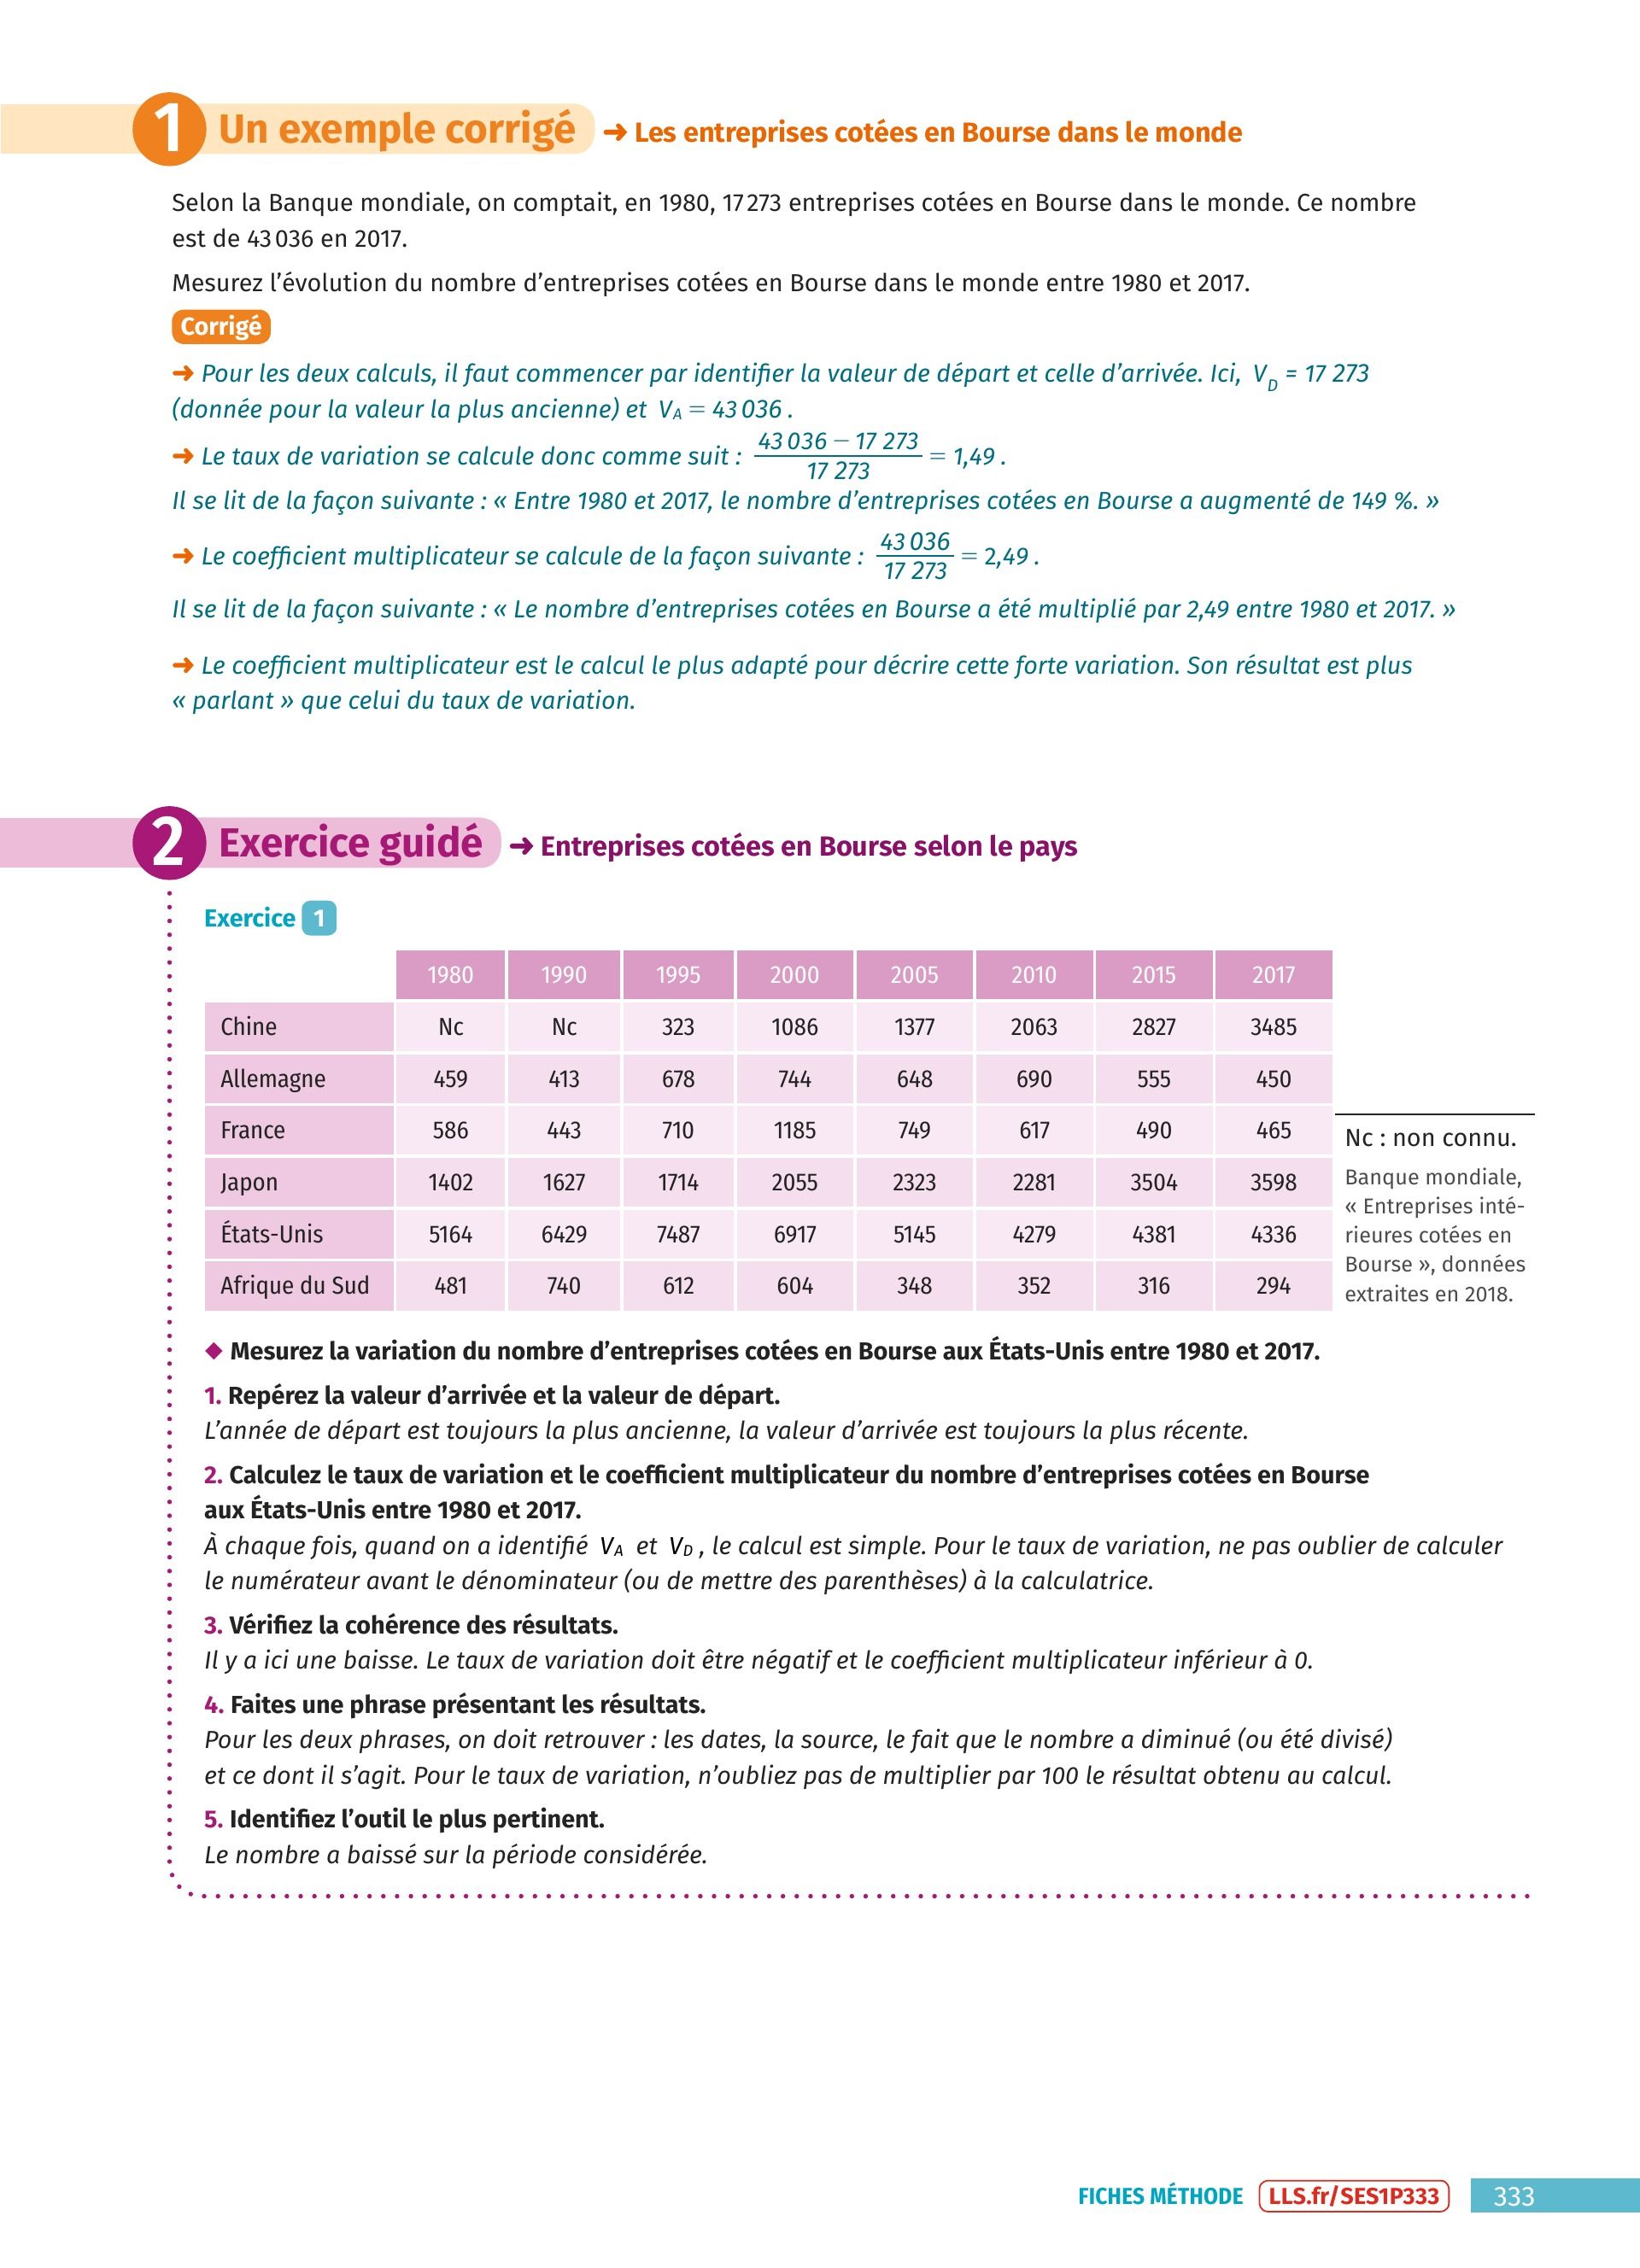 1 Un exemple corrigé → Les entreprises cotées en Bourse dans le monde
Selon la Banque mondiale, on comptait, en 1980, 17 273 entreprises cotées en Bourse dans le monde. Ce nombre
est de 43 036 en 2017.
Mesurez l’évolution du nombre d’entreprises cotées en Bourse dans le monde entre 1980 et 2017.
Corrigé
→ Pour les deux calculs, il faut commencer par identifier la valeur de départ et celle d’arrivée. Ici, V_D = 17 273
(donnée pour la valeur la plus ancienne) et V_A = 43 036 .
→ Le taux de variation se calcule donc comme suit : (43 036 − 17 273) / 17 273 = 1,49 .
Il se lit de la façon suivante : « Entre 1980 et 2017, le nombre d’entreprises cotées en Bourse a augmenté de 149 %. »
→ Le coefficient multiplicateur se calcule de la façon suivante : 43 036 / 17 273 = 2,49 .
Il se lit de la façon suivante : « Le nombre d’entreprises cotées en Bourse a été multiplié par 2,49 entre 1980 et 2017. »
→ Le coefficient multiplicateur est le calcul le plus adapté pour décrire cette forte variation. Son résultat est plus
« parlant » que celui du taux de variation.
2 Exercice guidé → Entreprises cotées en Bourse selon le pays
Exercice 1
1980 1990 1995 2000 2005 2010 2015 2017
Chine Nc Nc 323 1086 1377 2063 2827 3485
Allemagne 459 413 678 744 648 690 555 450
France 586 443 710 1185 749 617 490 465
Japon 1402 1627 1714 2055 2323 2281 3504 3598
États-Unis 5164 6429 7487 6917 5145 4279 4381 4336
Afrique du Sud 481 740 612 604 348 352 316 294
Nc : non connu.
Banque mondiale,
« Entreprises inté-
rieures cotées en
Bourse », données
extraites en 2018.
◆ Mesurez la variation du nombre d’entreprises cotées en Bourse aux États-Unis entre 1980 et 2017.
1. Repérez la valeur d’arrivée et la valeur de départ.
L’année de départ est toujours la plus ancienne, la valeur d’arrivée est toujours la plus récente.
2. Calculez le taux de variation et le coefficient multiplicateur du nombre d’entreprises cotées en Bourse
aux États-Unis entre 1980 et 2017.
À chaque fois, quand on a identifié V_A et V_D , le calcul est simple. Pour le taux de variation, ne pas oublier de calculer
le numérateur avant le dénominateur (ou de mettre des parenthèses) à la calculatrice.
3. Vérifiez la cohérence des résultats.
Il y a ici une baisse. Le taux de variation doit être négatif et le coefficient multiplicateur inférieur à 0.
4. Faites une phrase présentant les résultats.
Pour les deux phrases, on doit retrouver : les dates, la source, le fait que le nombre a diminué (ou été divisé)
et ce dont il s’agit. Pour le taux de variation, n’oubliez pas de multiplier par 100 le résultat obtenu au calcul.
5. Identifiez l’outil le plus pertinent.
Le nombre a baissé sur la période considérée.
FICHES MÉTHODE LLS.fr/SES1P333 333